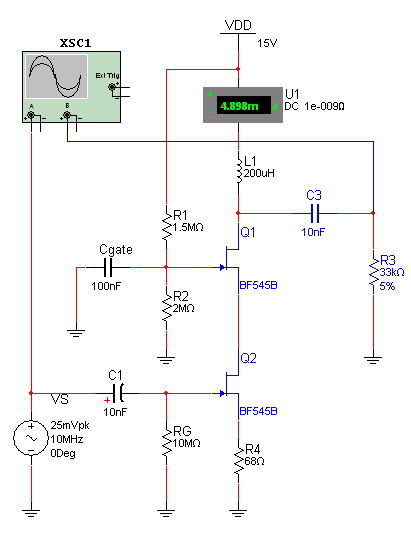 XSC1
VDD
15V
Ext Trig
A
B
U1
4.898m
DC 1e-009Ω
L1
200uH
C3
10nF
R1
1.5MΩ
Q1
Cgate
100nF
R3
33kΩ
5%
BF545B
R2
2MΩ
Q2
C1
10nF
VS
BF545B
25mVpk
10MHz
0Deg
RG
10MΩ
R4
68Ω